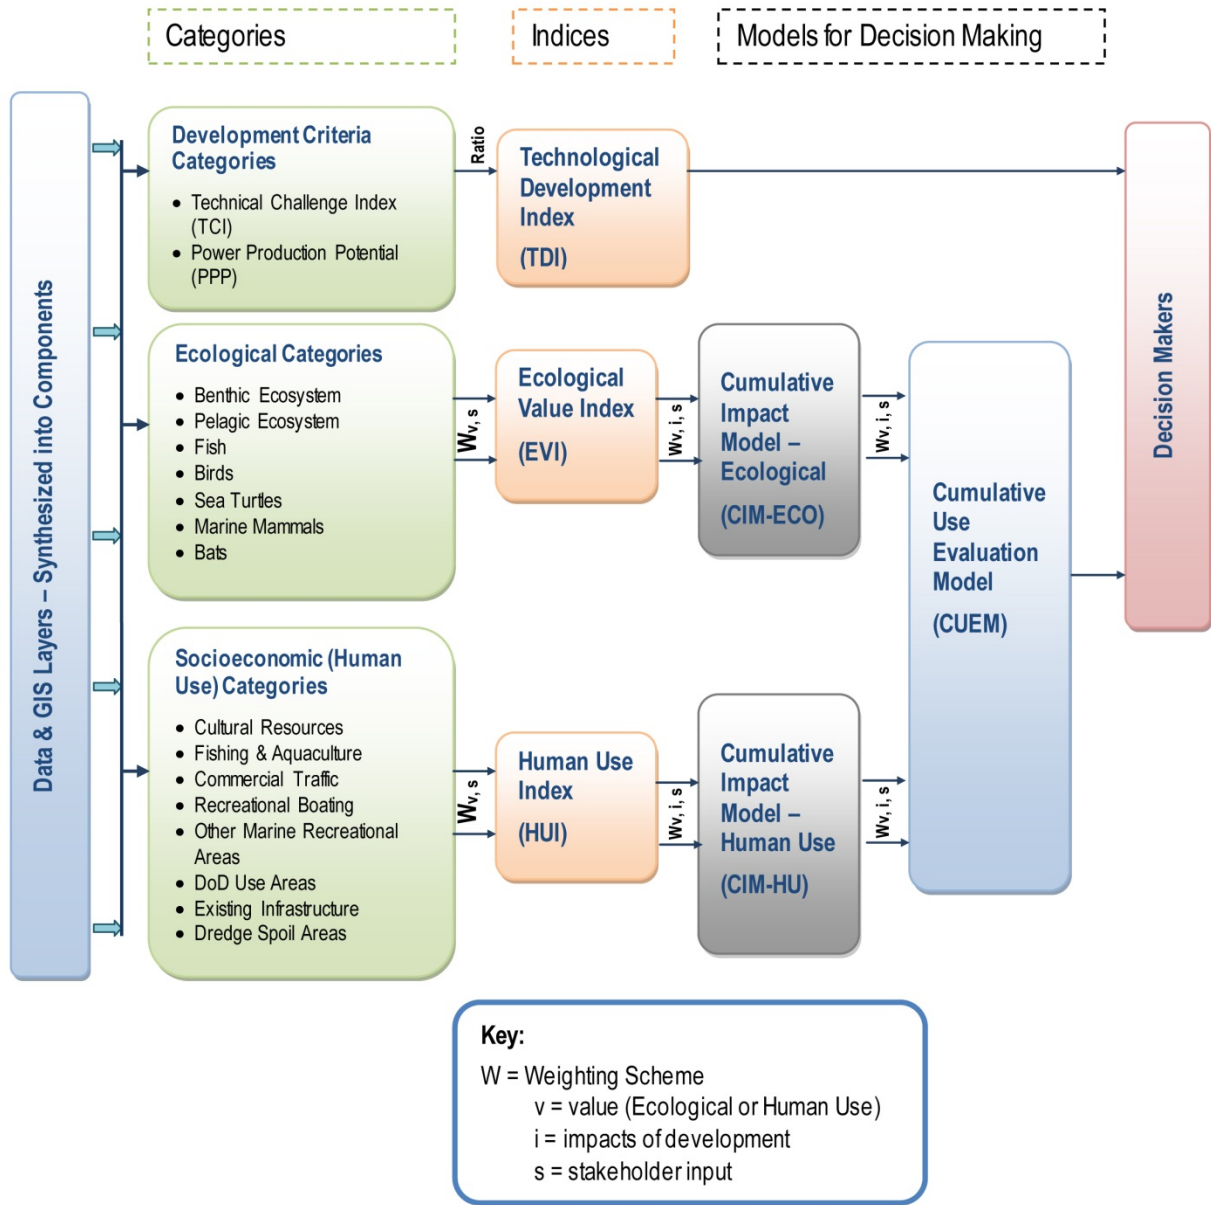 Categories
Indices
Models for Decision Making
Data & GIS Layers – Synthesized into Components
Development Criteria
Categories
• Technical Challenge Index
(TCI)
• Power Production Potential
(PPP)
Ratio
Technological
Development
Index
(TDI)
Ecological Categories
• Benthic Ecosystem
• Pelagic Ecosystem
• Fish
• Birds
• Sea Turtles
• Marine Mammals
• Bats
Wv, s
Ecological
Value Index
(EVI)
Wv, i, s
Cumulative
Impact
Model –
Ecological
(CIM-ECO)
Wv, i, s
Socioeconomic (Human
Use) Categories
• Cultural Resources
• Fishing & Aquaculture
• Commercial Traffic
• Recreational Boating
• Other Marine Recreational
Areas
• DoD Use Areas
• Existing Infrastructure
• Dredge Spoil Areas
Wv, s
Human Use
Index
(HUI)
Wv, i, s
Cumulative
Impact
Model –
Human Use
(CIM-HU)
Wv, i, s
Cumulative
Use
Evaluation
Model
(CUEM)
Decision Makers
Key:
W = Weighting Scheme
v = value (Ecological or Human Use)
i = impacts of development
s = stakeholder input